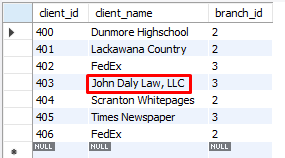 client_id client_name branch_id
400 Dunmore Highschool 2
401 Lackawana Country 2
402 FedEx 3
403 John Daly Law, LLC 3
404 Scranton Whitepages 2
405 Times Newspaper 3
406 FedEx 2
NULL NULL NULL